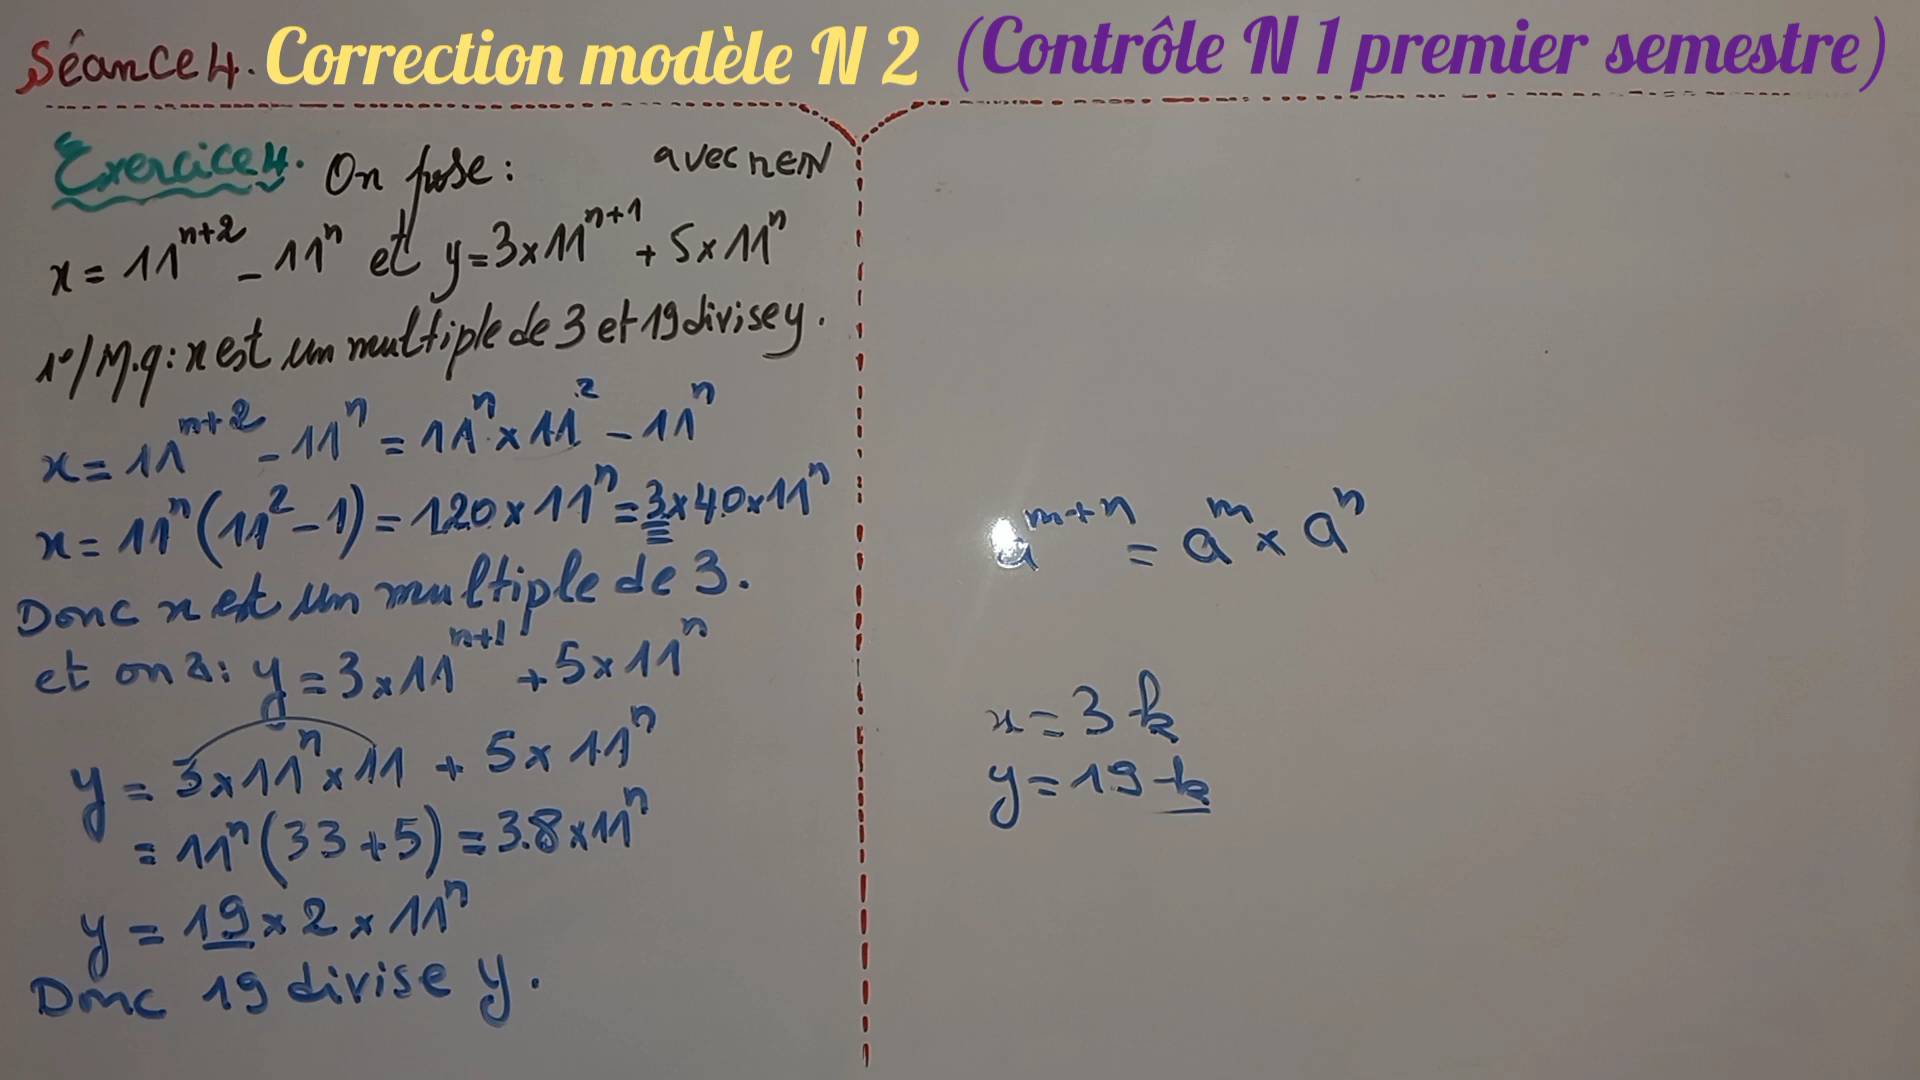 Séance 4. Correction modèle N 2 (Contrôle N 1 premier semestre)
Exercice 4. On pose : avec n∈ℕ
x = 11^{n+2} - 11^n et y = 3×11^{n+1} + 5×11^n
1°/ M.q : x est un multiple de 3 et 19 divise y.
x = 11^{n+2} - 11^n = 11^n × 11^2 - 11^n
x = 11^n (11^2 - 1) = 120 × 11^n = 3×40×11^n
Donc x est un multiple de 3.
et on a : y = 3×11^{n+1} + 5×11^n
y = 3×11^n×11 + 5×11^n
= 11^n (33+5) = 38×11^n
y = 19×2×11^n
Donc 19 divise y.
a^{m+n} = a^m × a^n
x = 3k
y = 19k